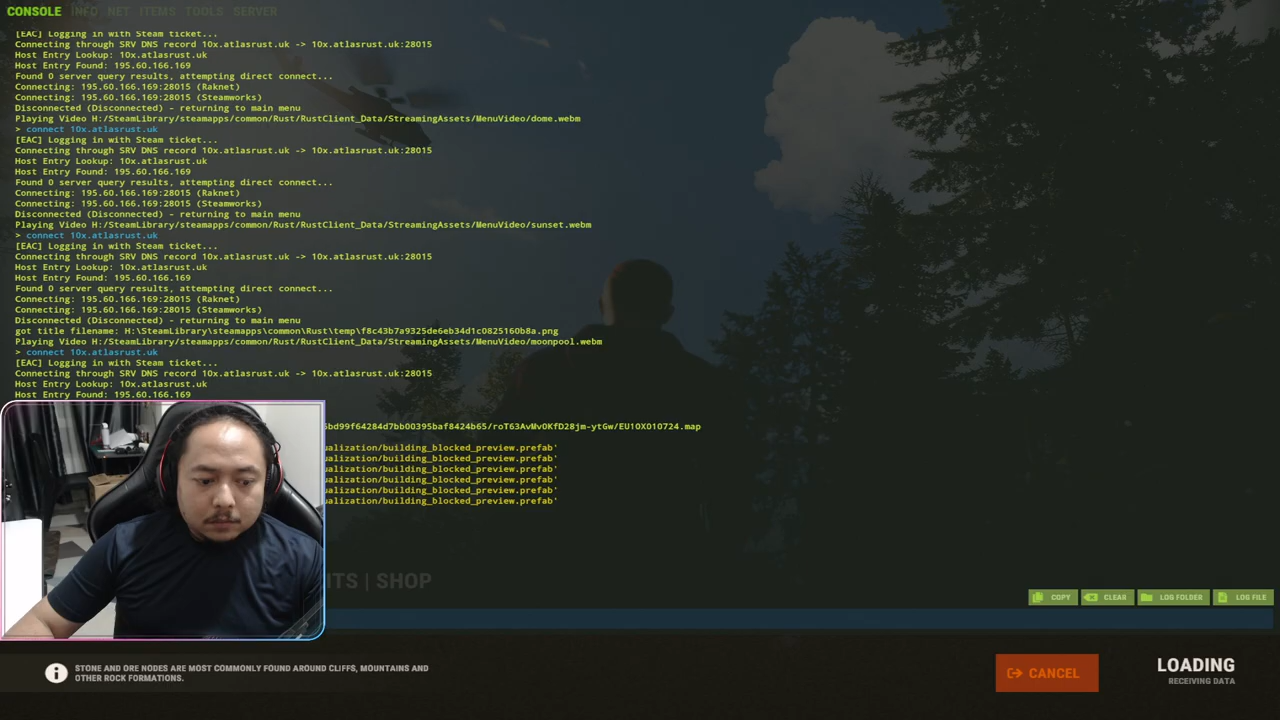 CONSOLE INFO NET ITEMS TOOLS SERVER
[EAC] Logging in with Steam ticket...
Connecting through SRV DNS record 10x.atlasrust.uk -> 10x.atlasrust.uk:28015
Host Entry Lookup: 10x.atlasrust.uk
Host Entry Found: 195.60.166.169
Found 0 server query results, attempting direct connect...
Connecting: 195.60.166.169:28015 (Raknet)
Connecting: 195.60.166.169:28015 (Steamworks)
Disconnected (Disconnected) - returning to main menu
Playing Video H:/SteamLibrary/steamapps/common/Rust/RustClient_Data/StreamingAssets/MenuVideo/dome.webm
> connect 10x.atlasrust.uk
[EAC] Logging in with Steam ticket...
Connecting through SRV DNS record 10x.atlasrust.uk -> 10x.atlasrust.uk:28015
Host Entry Lookup: 10x.atlasrust.uk
Host Entry Found: 195.60.166.169
Found 0 server query results, attempting direct connect...
Connecting: 195.60.166.169:28015 (Raknet)
Connecting: 195.60.166.169:28015 (Steamworks)
Disconnected (Disconnected) - returning to main menu
Playing Video H:/SteamLibrary/steamapps/common/Rust/RustClient_Data/StreamingAssets/MenuVideo/sunset.webm
> connect 10x.atlasrust.uk
[EAC] Logging in with Steam ticket...
Connecting through SRV DNS record 10x.atlasrust.uk -> 10x.atlasrust.uk:28015
Host Entry Lookup: 10x.atlasrust.uk
Host Entry Found: 195.60.166.169
Found 0 server query results, attempting direct connect...
Connecting: 195.60.166.169:28015 (Raknet)
Connecting: 195.60.166.169:28015 (Steamworks)
Disconnected (Disconnected) - returning to main menu
got title filename: H:\SteamLibrary\steamapps\common\Rust\temp\f8c43b7a9325de6eb34d1c0825160b8a.png
Playing Video H:/SteamLibrary/steamapps/common/Rust/RustClient_Data/StreamingAssets/MenuVideo/moonpool.webm
> connect 10x.atlasrust.uk
[EAC] Logging in with Steam ticket...
Connecting through SRV DNS record 10x.atlasrust.uk -> 10x.atlasrust.uk:28015
Host Entry Lookup: 10x.atlasrust.uk
Host Entry Found: 195.60.166.169
bd99f64284d7bb00395baf8424b65/roT63AvMvOKfD28jm-ytGw/EU10X010724.map
ualization/building_blocked_preview.prefab'
ualization/building_blocked_preview.prefab'
ualization/building_blocked_preview.prefab'
ualization/building_blocked_preview.prefab'
ualization/building_blocked_preview.prefab'
ualization/building_blocked_preview.prefab'
ITS | SHOP
COPY CLEAR LOG FOLDER LOG FILE
STONE AND ORE NODES ARE MOST COMMONLY FOUND AROUND CLIFFS, MOUNTAINS AND
OTHER ROCK FORMATIONS.
CANCEL
LOADING
RECEIVING DATA